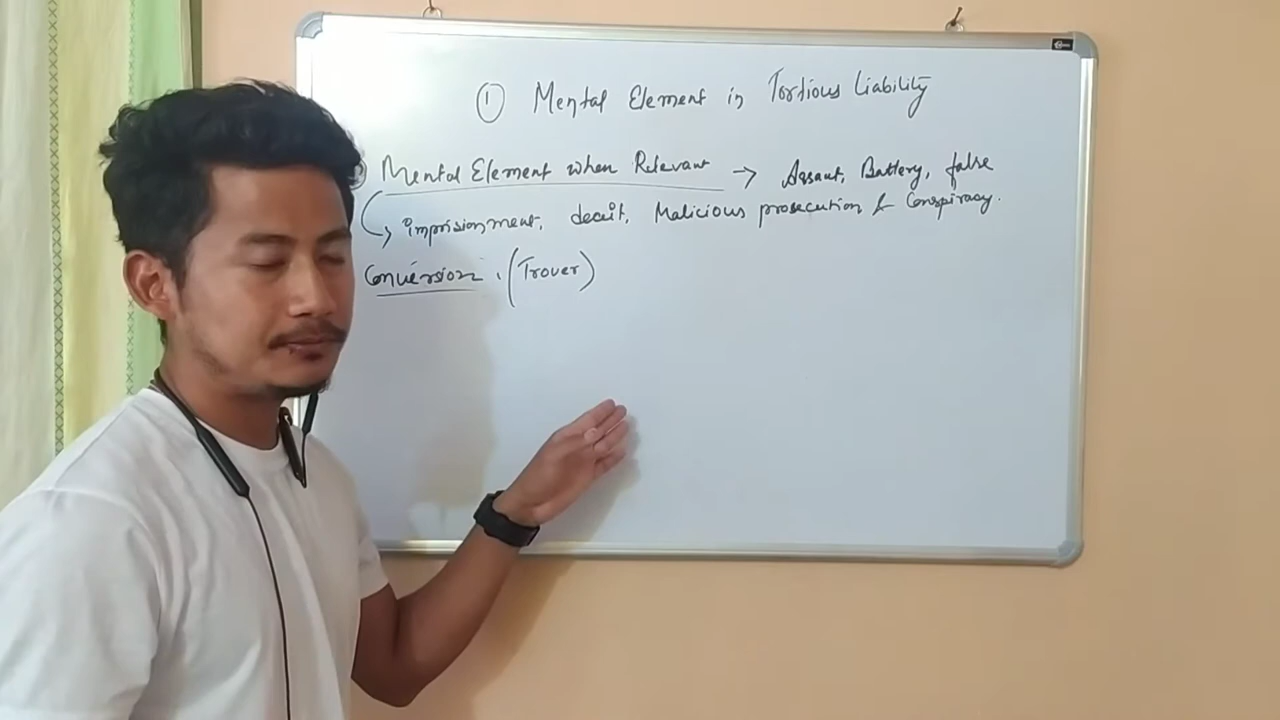 ① Mental Element in Tortious Liability
Mental Element when Relevant → Assaut, Battery, false
↳ imprisionment, deceit, Malicious prosecution & Conspiracy.
Conversion, (Trover)